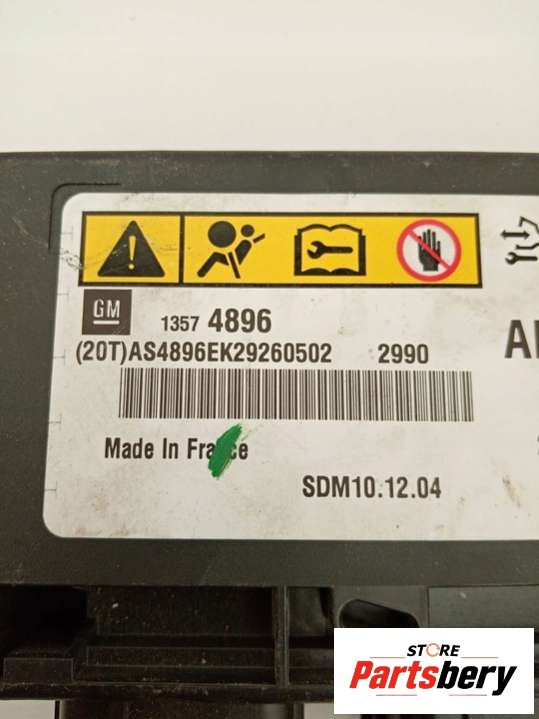 GM 1357 4896
(20T)AS4896EK29260502 2990
Made In France
SDM10.12.04
STORE
Partsbery